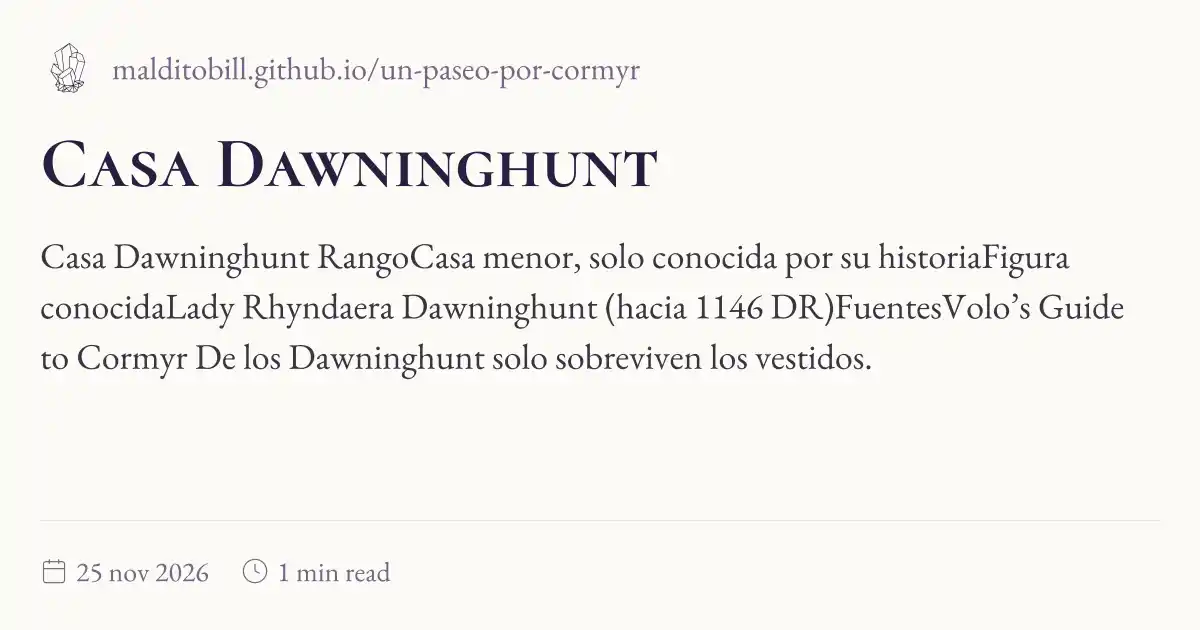 malditobill.github.io/un-paseo-por-cormyr
Casa Dawninghunt
Casa Dawninghunt RangoCasa menor, solo conocida por su historiaFigura
conocidaLady Rhyndaera Dawninghunt (hacia 1146 DR)FuentesVolo’s Guide
to Cormyr De los Dawninghunt solo sobreviven los vestidos.
25 nov 2026
1 min read